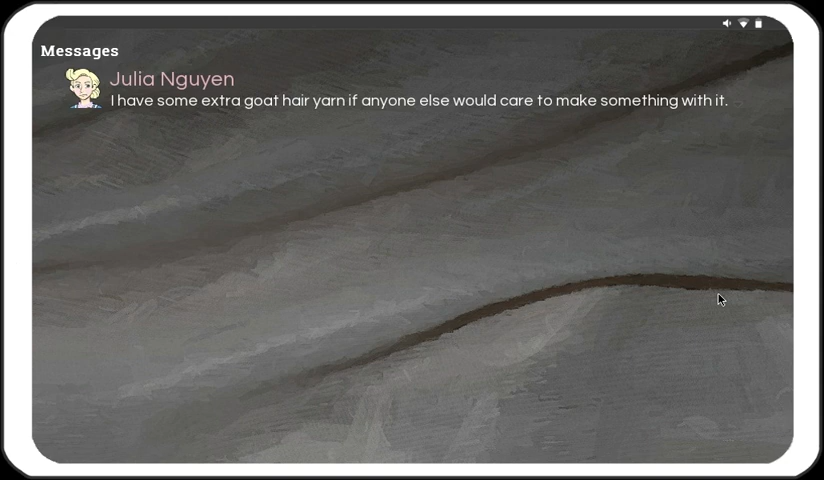 Messages
Julia Nguyen
I have some extra goat hair yarn if anyone else would care to make something with it.